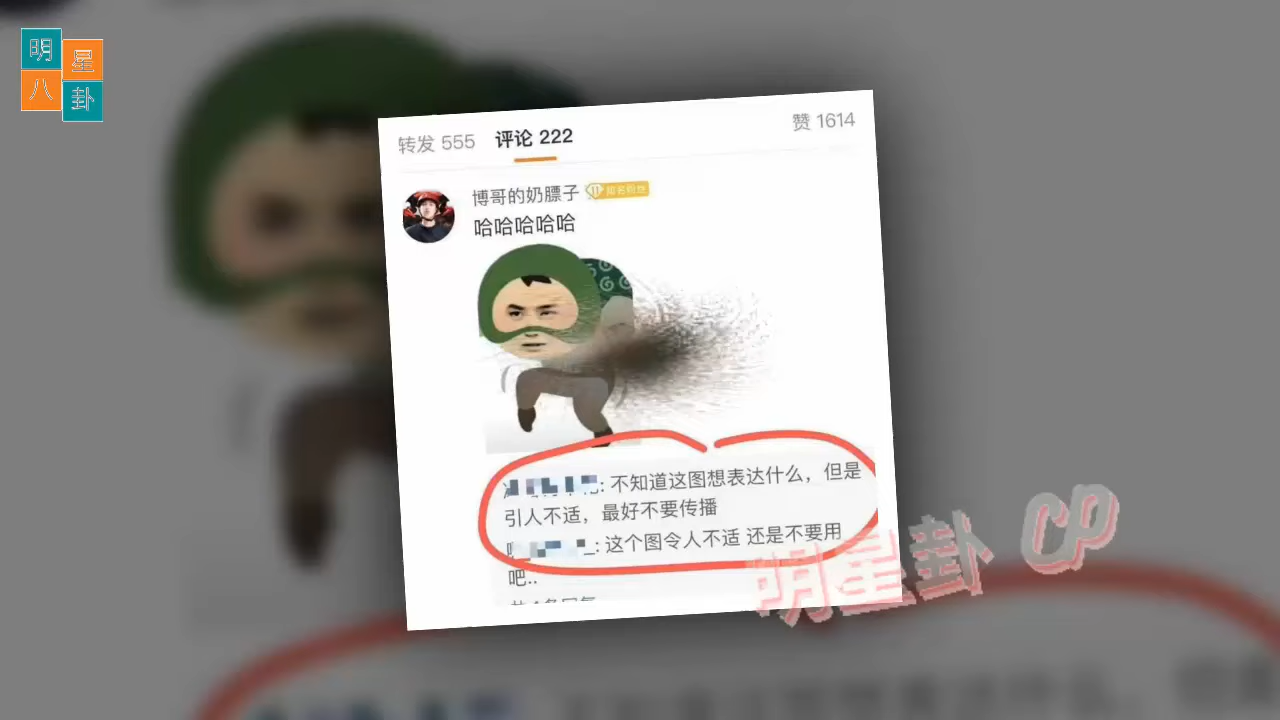 明星
八卦
转发 555 评论 222 赞 1614
博哥的奶膘子
哈哈哈哈哈
: 不知道这图想表达什么，但是
引人不适，最好不要传播
_: 这个图令人不适 还是不要用
吧..
明星卦 CP